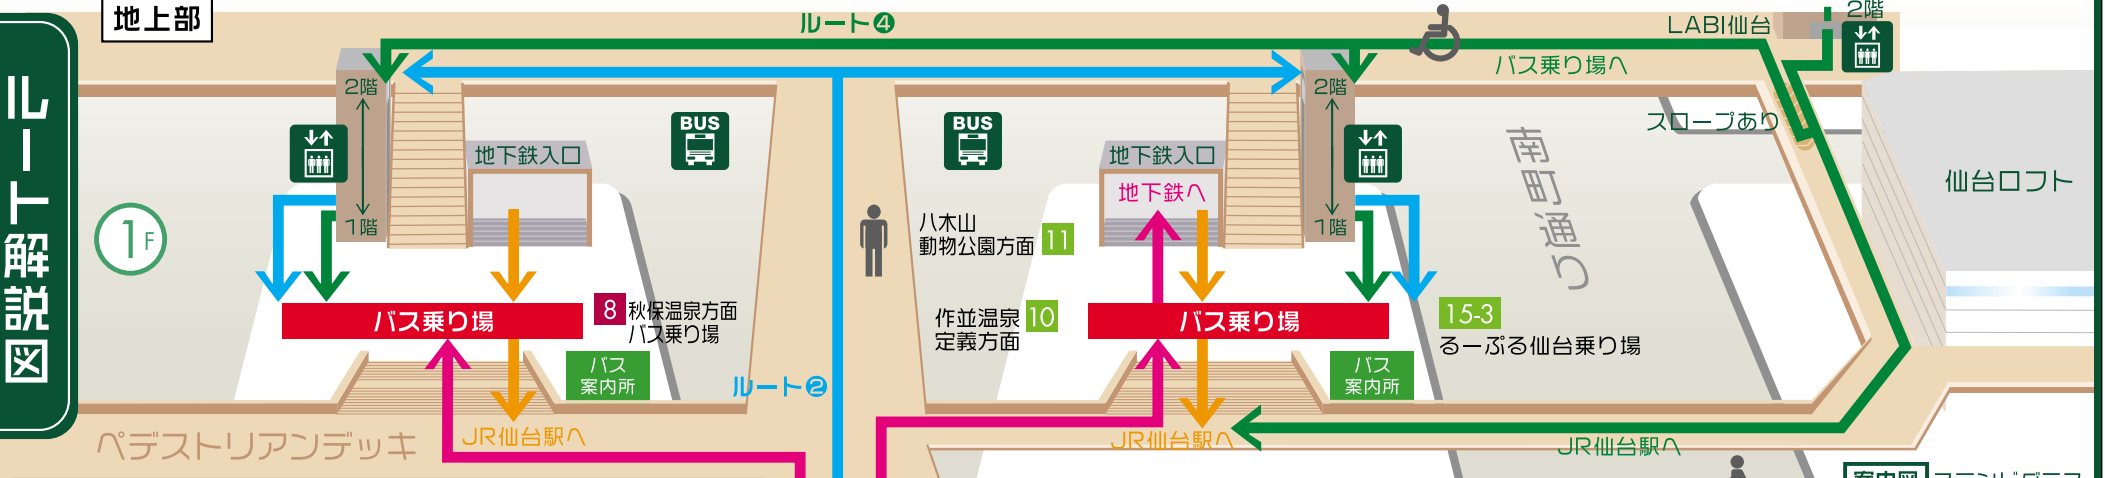 地上部
ルート解説図
ルート❹
LABI仙台
2階
バス乗り場へ
2階
1階
地下鉄入口
BUS
BUS
地下鉄入口
地下鉄へ
2階
1階
スロープあり
南町通り
仙台ロフト
1F
八木山
動物公園方面
11
作並温泉
定義方面
10
バス乗り場
8
秋保温泉方面
バス乗り場
バス乗り場
15-3
るーぷる仙台乗り場
バス
案内所
バス
案内所
ルート❷
JR仙台駅へ
JR仙台駅へ
JR仙台駅へ
ペデストリアンデッキ
案内図